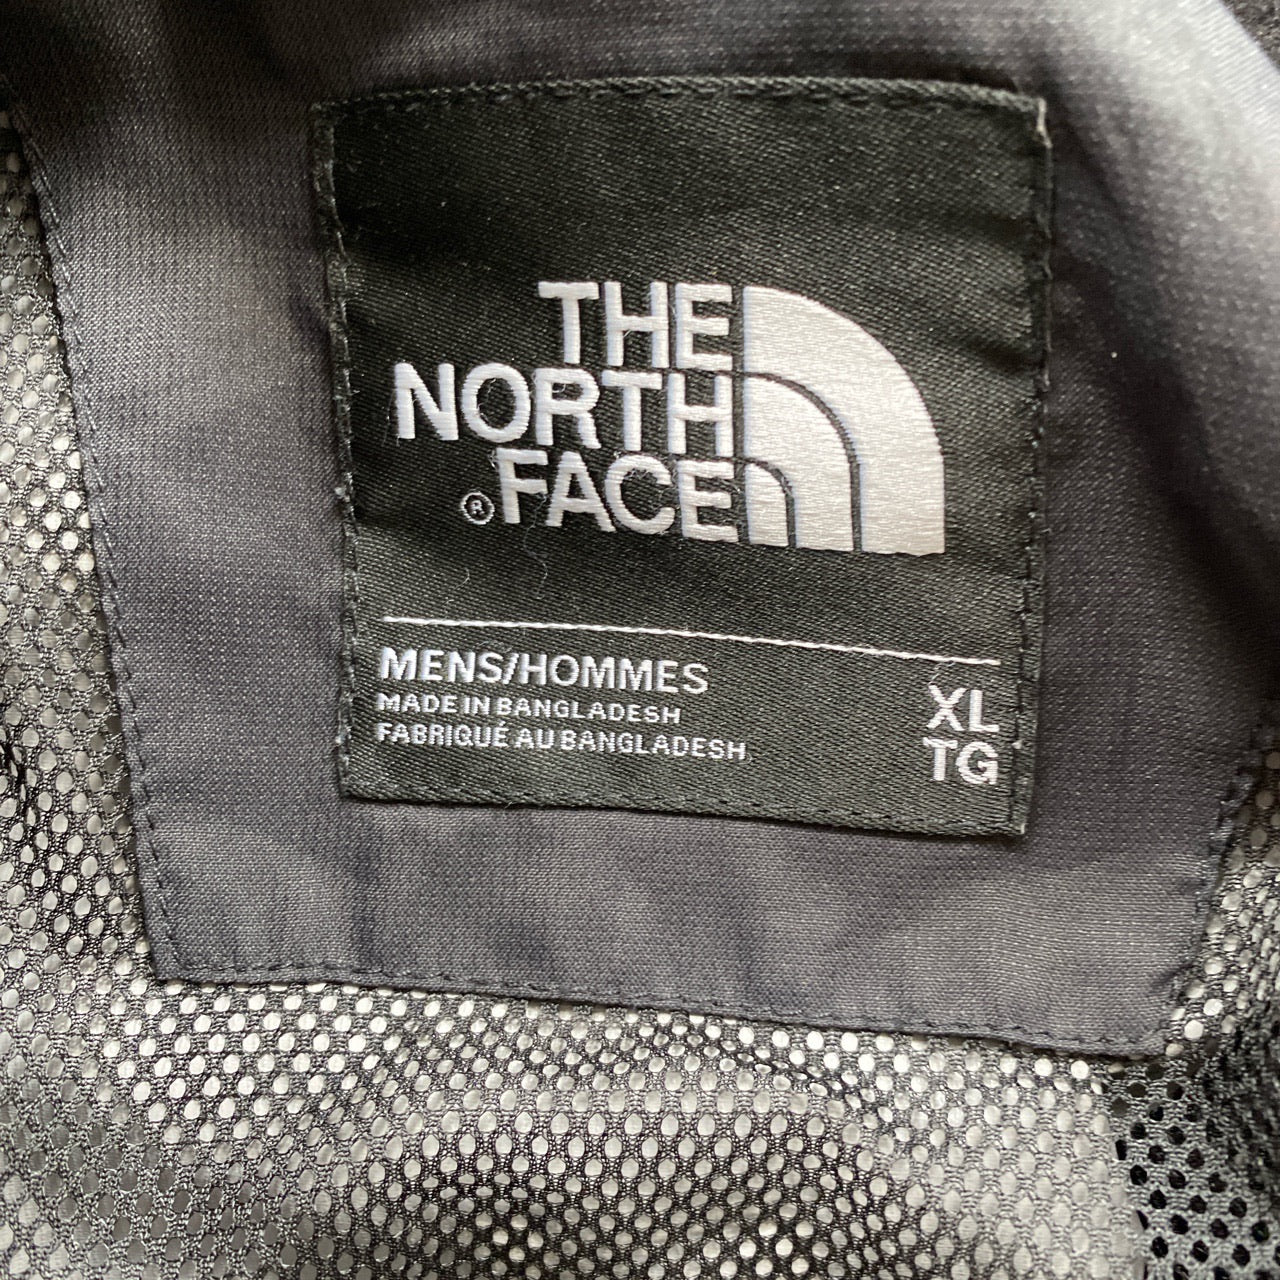 THE
NORTH
® FACE
MENS/HOMMES
MADE IN BANGLADESH
FABRIQUÉ AU BANGLADESH
XL
TG